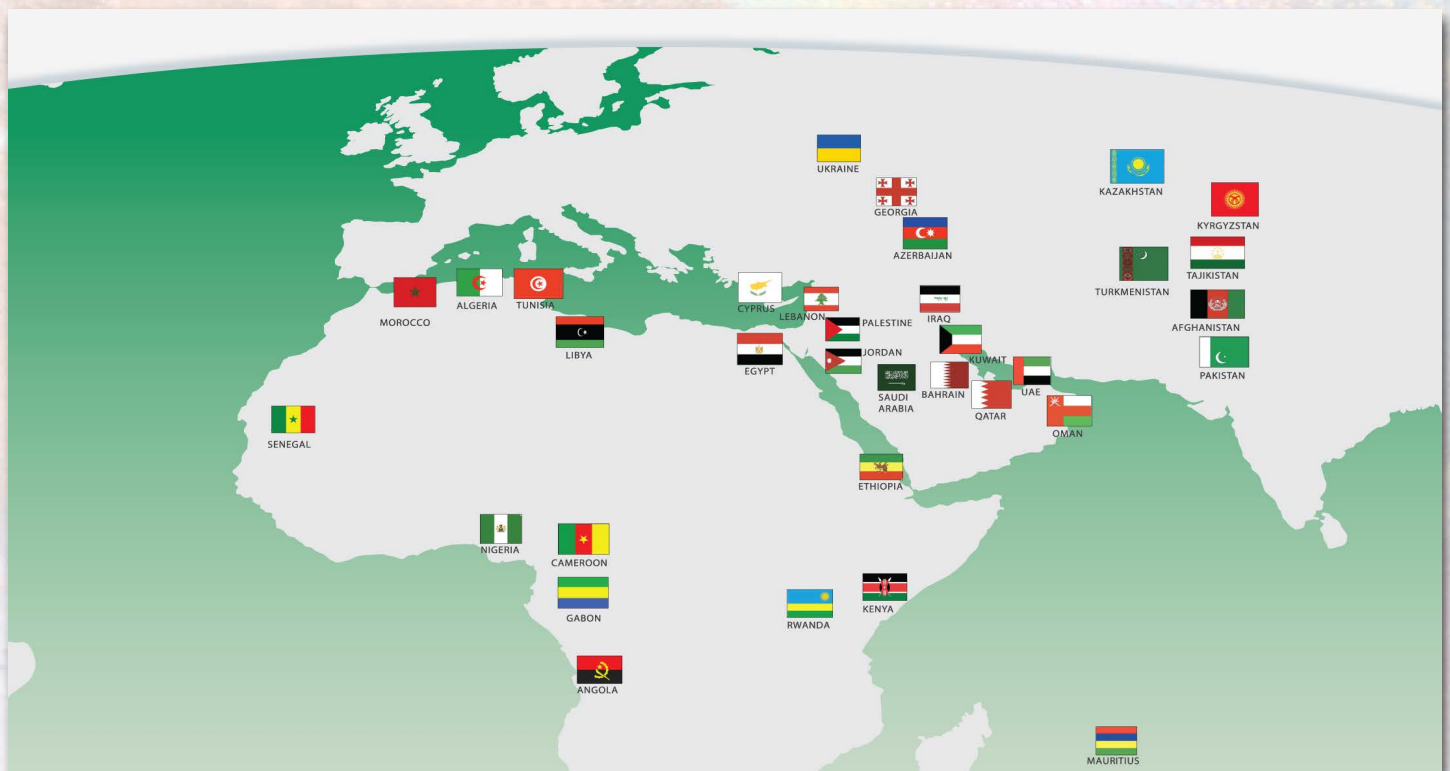 UKRAINE
KAZAKHSTAN
GEORGIA
KYRGYZSTAN
AZERBAIJAN
TAJIKISTAN
TURKMENISTAN
ALGERIA
TUNISIA
CYPRUS
LEBANON
MOROCCO
PALESTINE
IRAQ
AFGHANISTAN
LIBYA
EGYPT
JORDAN
KUWAIT
PAKISTAN
SAUDI
ARABIA
BAHRAIN
UAE
QATAR
OMAN
SENEGAL
ETHIOPIA
NIGERIA
CAMEROON
GABON
KENYA
RWANDA
ANGOLA
MAURITIUS